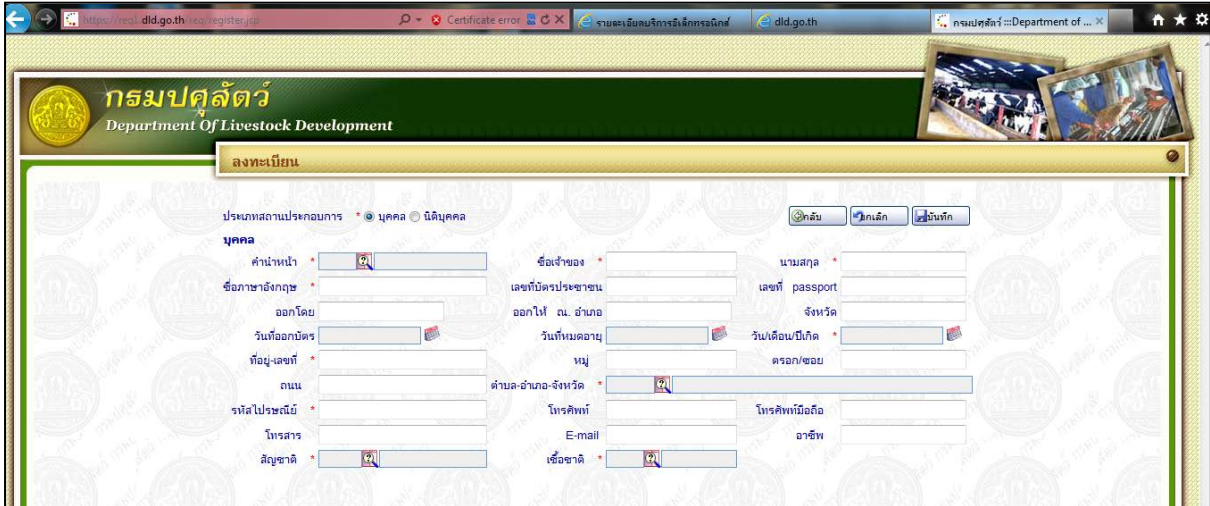 https://req1.dld.go.th/req/register.jsp Certificate error รายละเอียดบริการอิเล็กทรอนิกส์ dld.go.th กรมปศุสัตว์ :::Department of ...
กรมปศุสัตว์
Department Of Livestock Development
ลงทะเบียน
ประเภทสถานประกอบการ * บุคคล นิติบุคคล กลับ ยกเลิก บันทึก
บุคคล
คำนำหน้า * ชื่อเจ้าของ * นามสกุล *
ชื่อภาษาอังกฤษ * เลขที่บัตรประชาชน เลขที่ passport
ออกโดย ออกให้ ณ. อำเภอ จังหวัด
วันที่ออกบัตร วันที่หมดอายุ วัน/เดือน/ปีเกิด *
ที่อยู่-เลขที่ * หมู่ ตรอก/ซอย
ถนน ตำบล-อำเภอ-จังหวัด *
รหัสไปรษณีย์ * โทรศัพท์ โทรศัพท์มือถือ
โทรสาร E-mail อาชีพ
สัญชาติ * เชื้อชาติ *